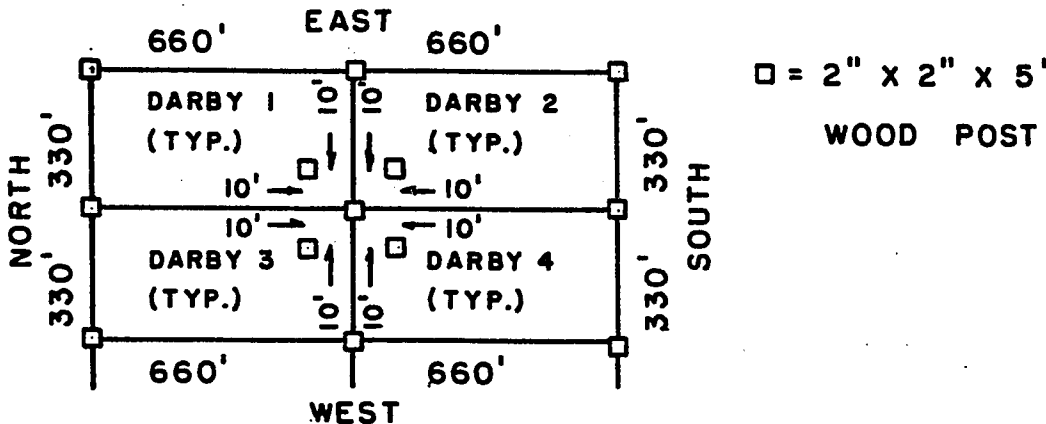 EAST
660'
660'
□ = 2" X 2" X 5'
WOOD POST
DARBY 1
(TYP.)
10'
10'
DARBY 2
(TYP.)
330'
330'
NORTH
SOUTH
10'
10'
10'
10'
DARBY 3
(TYP.)
10'
10'
DARBY 4
(TYP.)
330'
330'
660'
660'
WEST